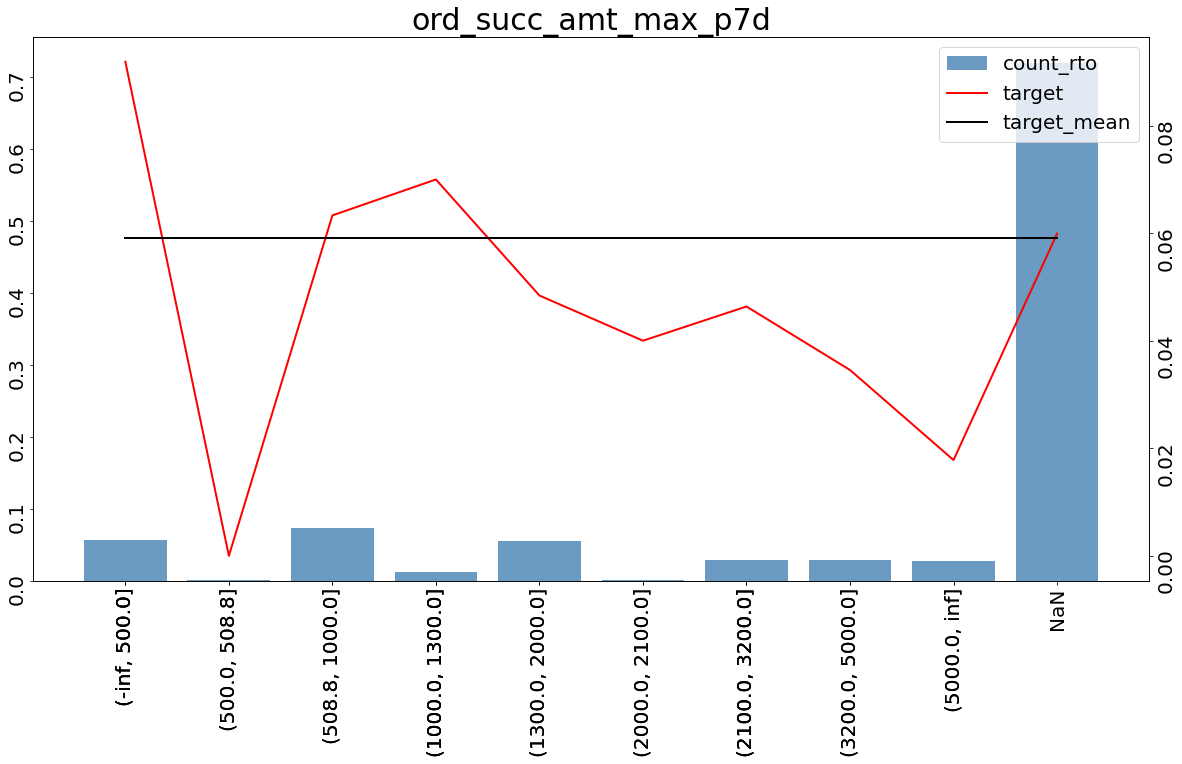 ord_succ_amt_max_p7d
count_rto
target
target_mean
0.7
0.6
0.5
0.4
0.3
0.2
0.1
0.0
0.08
0.06
0.04
0.02
0.00
(-inf, 500.0]
(500.0, 508.8]
(508.8, 1000.0]
(1000.0, 1300.0]
(1300.0, 2000.0]
(2000.0, 2100.0]
(2100.0, 3200.0]
(3200.0, 5000.0]
(5000.0, inf]
NaN